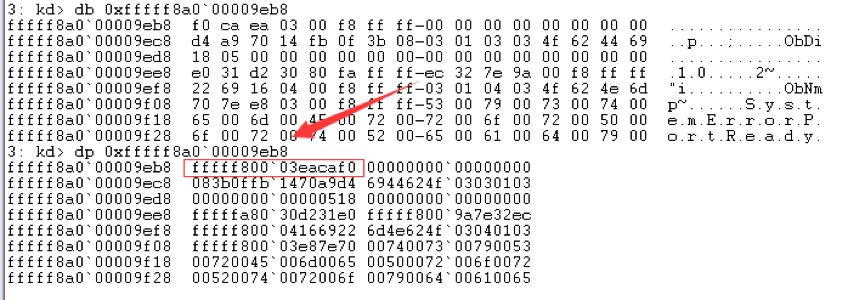 3: kd> db 0xfffff8a0`00009eb8
fffff8a0`00009eb8  f0 ca ea 03 00 f8 ff ff-00 00 00 00 00 00 00 00  ................
fffff8a0`00009ec8  d4 a9 70 14 fb 0f 3b 08-03 01 03 03 4f 62 44 69  ..p...;.....ObDi
fffff8a0`00009ed8  18 05 00 00 00 00 00 00-00 00 00 00 00 00 00 00  ................
fffff8a0`00009ee8  e0 31 d2 30 80 fa ff ff-ec 32 7e 9a 00 f8 ff ff  .1.0.....2~.....
fffff8a0`00009ef8  22 69 16 04 00 f8 ff ff-03 01 04 03 4f 62 4e 6d  "i..........ObNm
fffff8a0`00009f08  70 7e e8 03 00 f8 ff ff-53 00 79 00 73 00 74 00  p~......S.y.s.t.
fffff8a0`00009f18  65 00 6d 00 45 00 72 00-72 00 6f 00 72 00 50 00  e.m.E.r.r.o.r.P.
fffff8a0`00009f28  6f 00 72 00 74 00 52 00-65 00 61 00 64 00 79 00  o.r.t.R.e.a.d.y.
3: kd> dp 0xfffff8a0`00009eb8
fffff8a0`00009eb8  fffff800`03eacaf0 00000000`00000000
fffff8a0`00009ec8  083b0ffb`1470a9d4 6944624f`03030103
fffff8a0`00009ed8  00000000`00000518 00000000`00000000
fffff8a0`00009ee8  fffffa80`30d231e0 fffff800`9a7e32ec
fffff8a0`00009ef8  fffff800`04166922 6d4e624f`03040103
fffff8a0`00009f08  fffff800`03e87e70 00740073`00790053
fffff8a0`00009f18  00720045`006d0065 00500072`006f0072
fffff8a0`00009f28  00520074`0072006f 00790064`00610065